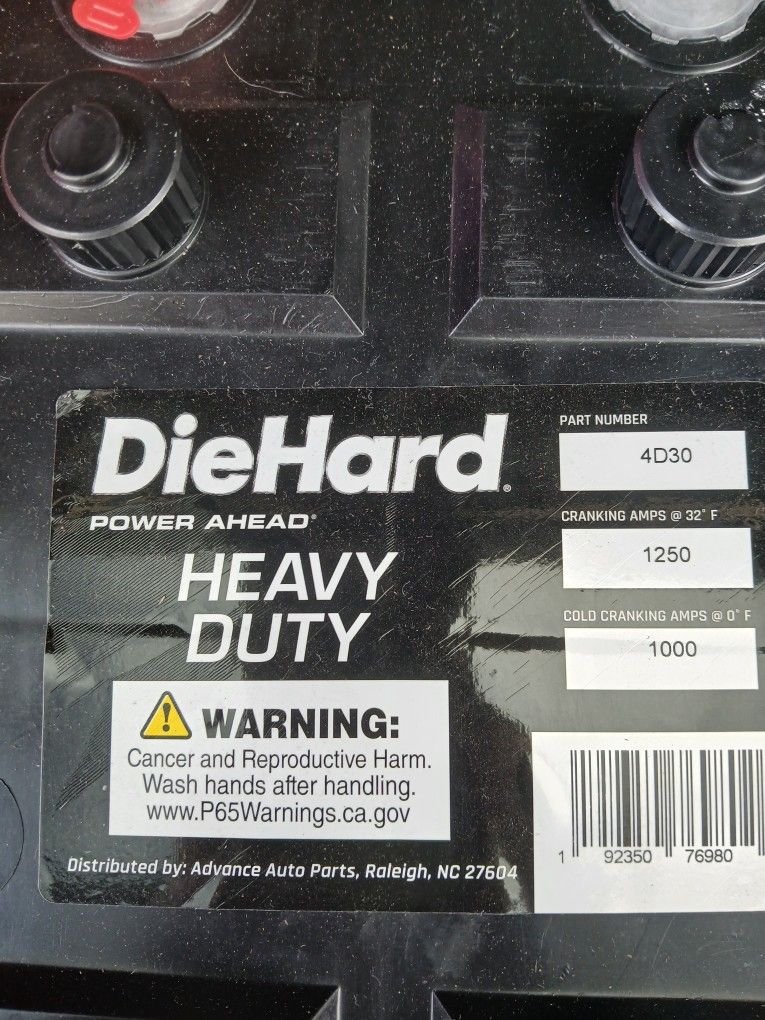 DieHard®
POWER AHEAD®
HEAVY
DUTY
PART NUMBER
4D30
CRANKING AMPS @ 32° F
1250
COLD CRANKING AMPS @ 0° F
1000
WARNING:
Cancer and Reproductive Harm.
Wash hands after handling.
www.P65Warnings.ca.gov
Distributed by: Advance Auto Parts, Raleigh, NC 27604
1 92350 76980